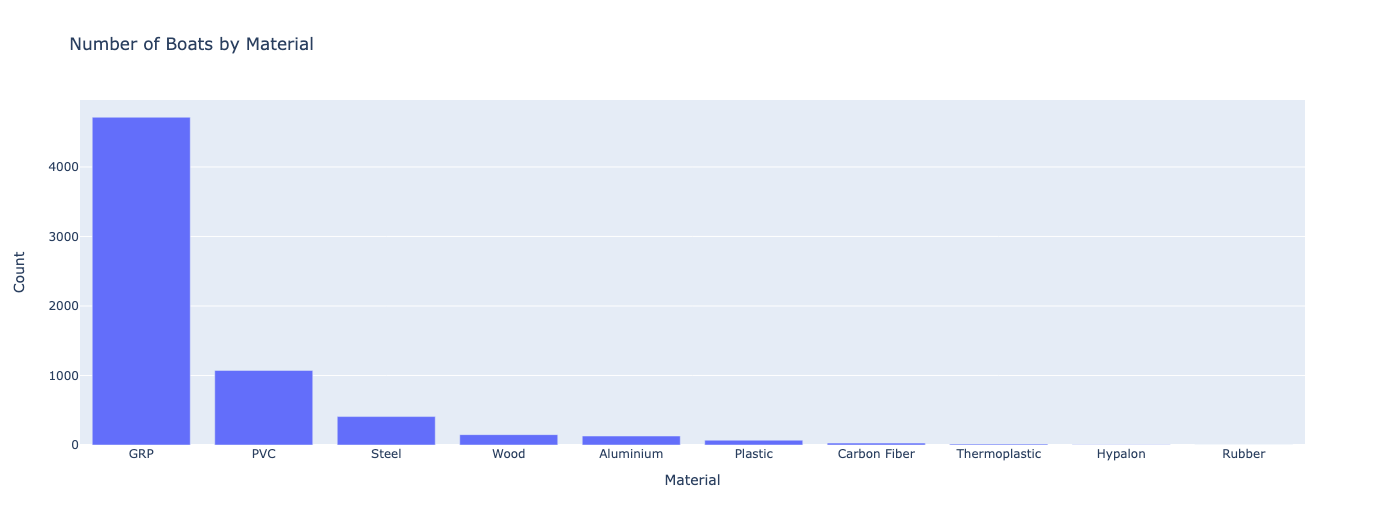 Number of Boats by Material
Count
4000
3000
2000
1000
0
GRP PVC Steel Wood Aluminium Plastic Carbon Fiber Thermoplastic Hypalon Rubber
Material